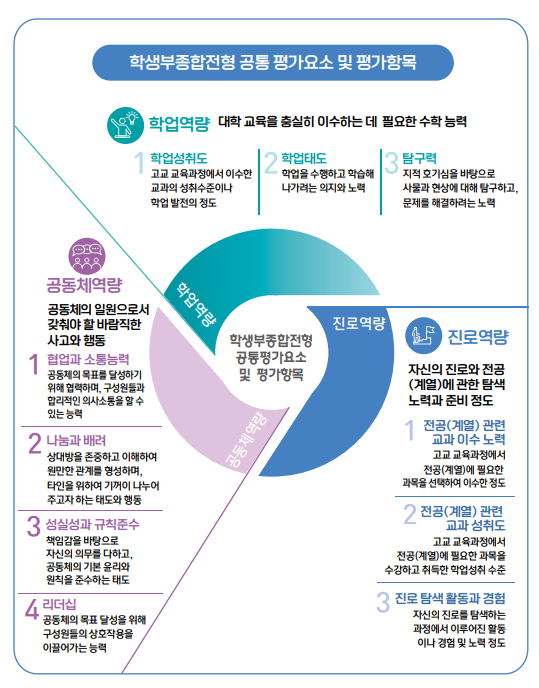 학생부종합전형 공통 평가요소 및 평가항목
학업역량 대학 교육을 충실히 이수하는 데 필요한 수학 능력
1 학업성취도
고교 교육과정에서 이수한
교과의 성취수준이나
학업 발전의 정도
2 학업태도
학업을 수행하고 학습해
나가려는 의지와 노력
3 탐구력
지적 호기심을 바탕으로
사물과 현상에 대해 탐구하고,
문제를 해결하려는 노력
공동체역량
공동체의 일원으로서
갖춰야 할 바람직한
사고와 행동
1 협업과 소통능력
공동체의 목표를 달성하기
위해 협력하며, 구성원들과
합리적인 의사소통을 할 수
있는 능력
2 나눔과 배려
상대방을 존중하고 이해하여
원만한 관계를 형성하며,
타인을 위하여 기꺼이 나누어
주고자 하는 태도와 행동
3 성실성과 규칙준수
책임감을 바탕으로
자신의 의무를 다하고,
공동체의 기본 윤리와
원칙을 준수하는 태도
4 리더십
공동체의 목표 달성을 위해
구성원들의 상호작용을
이끌어가는 능력
학업역량
진로역량
공동체역량
학생부종합전형
공통평가요소
및 평가항목
진로역량
자신의 진로와 전공
(계열)에 관한 탐색
노력과 준비 정도
1 전공(계열) 관련
교과 이수 노력
고교 교육과정에서
전공(계열)에 필요한
과목을 선택하여 이수한 정도
2 전공(계열) 관련
교과 성취도
고교 교육과정에서
전공(계열)에 필요한 과목을
수강하고 취득한 학업성취 수준
3 진로 탐색 활동과 경험
자신의 진로를 탐색하는
과정에서 이루어진 활동
이나 경험 및 노력 정도